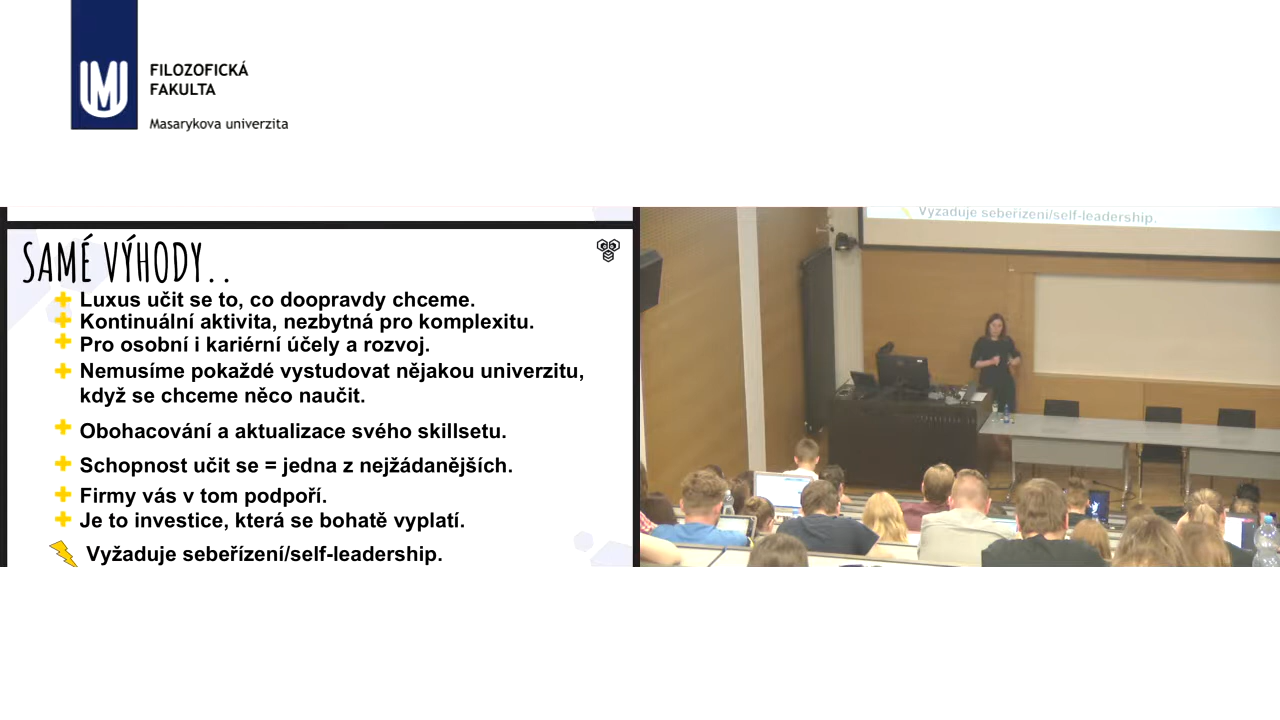 FILOZOFICKÁ
FAKULTA
Masarykova univerzita
SAMÉ VÝHODY..
Luxus učit se to, co doopravdy chceme.
Kontinuální aktivita, nezbytná pro komplexitu.
Pro osobní i kariérní účely a rozvoj.
Nemusíme pokaždé vystudovat nějakou univerzitu,
když se chceme něco naučit.
Obohacování a aktualizace svého skillsetu.
Schopnost učit se = jedna z nejžádanějších.
Firmy vás v tom podpoří.
Je to investice, která se bohatě vyplatí.
Vyžaduje sebeřízení/self-leadership.
Vyžaduje sebeřízení/self-leadership.